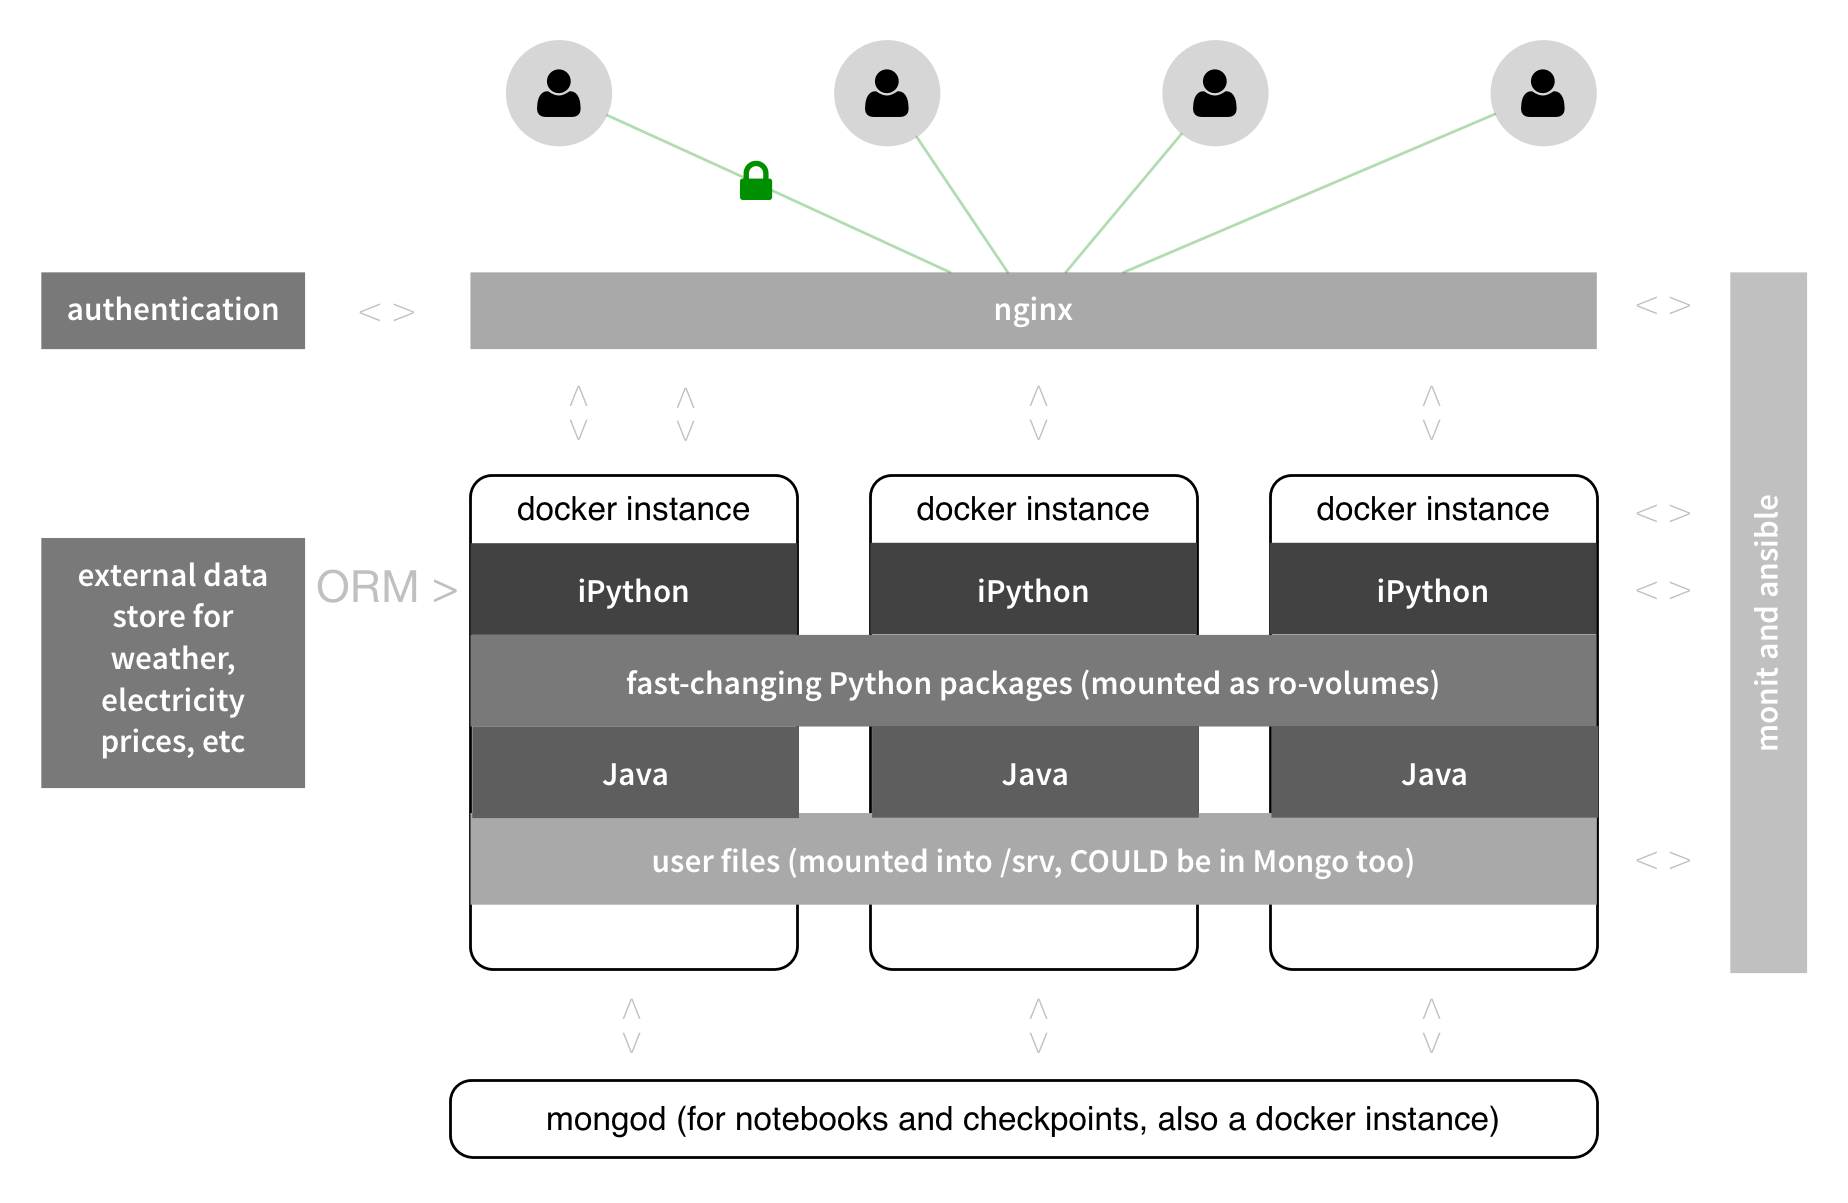 authentication
< >
nginx
< >
< >
< >
< >
< >
docker instance
docker instance
docker instance
< >
external data
store for
weather,
electricity
prices, etc
ORM >
iPython
iPython
iPython
< >
fast-changing Python packages (mounted as ro-volumes)
Java
Java
Java
user files (mounted into /srv, COULD be in Mongo too)
< >
monit and ansible
< >
< >
< >
mongod (for notebooks and checkpoints, also a docker instance)